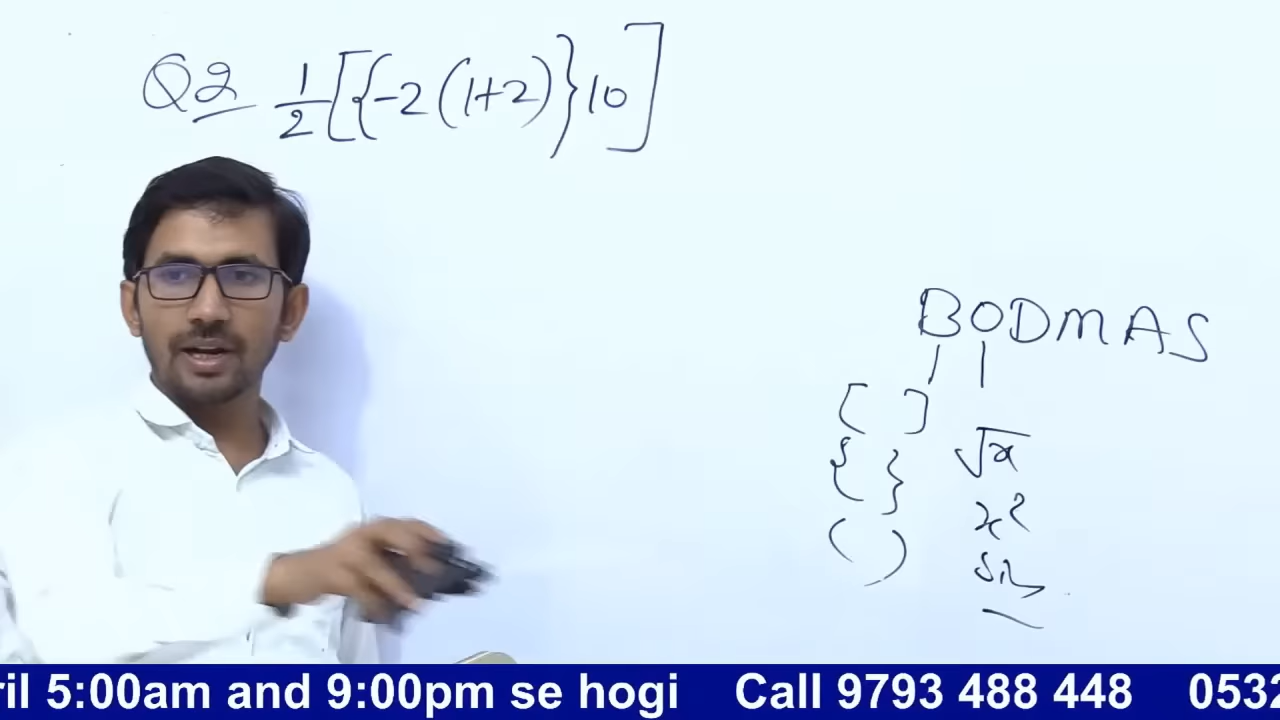 Q2 1/2[{-2(1+2)}10]
BODMAS
[ ]
{ }
( )
√x
x²
sin
ril 5:00am and 9:00pm se hogi Call 9793 488 448 0532